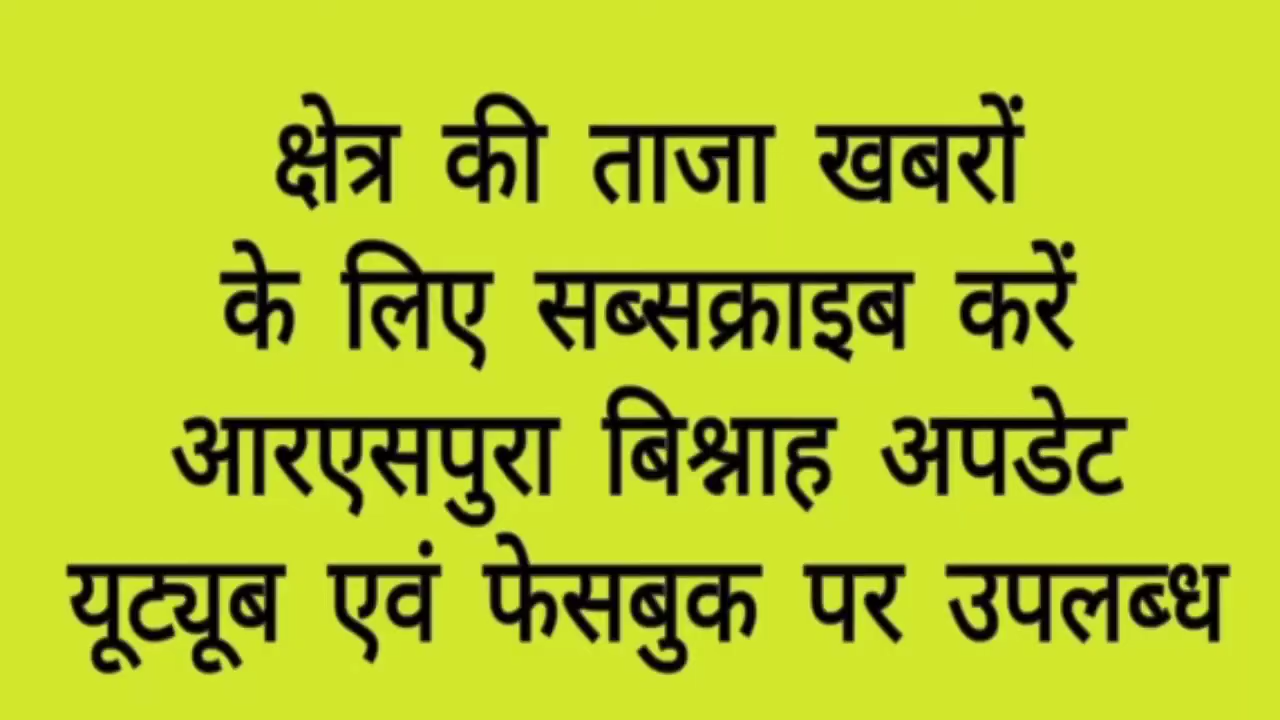 क्षेत्र की ताजा खबरों
के लिए सब्सक्राइब करें
आरएसपुरा बिश्नाह अपडेट
यूट्यूब एवं फेसबुक पर उपलब्ध